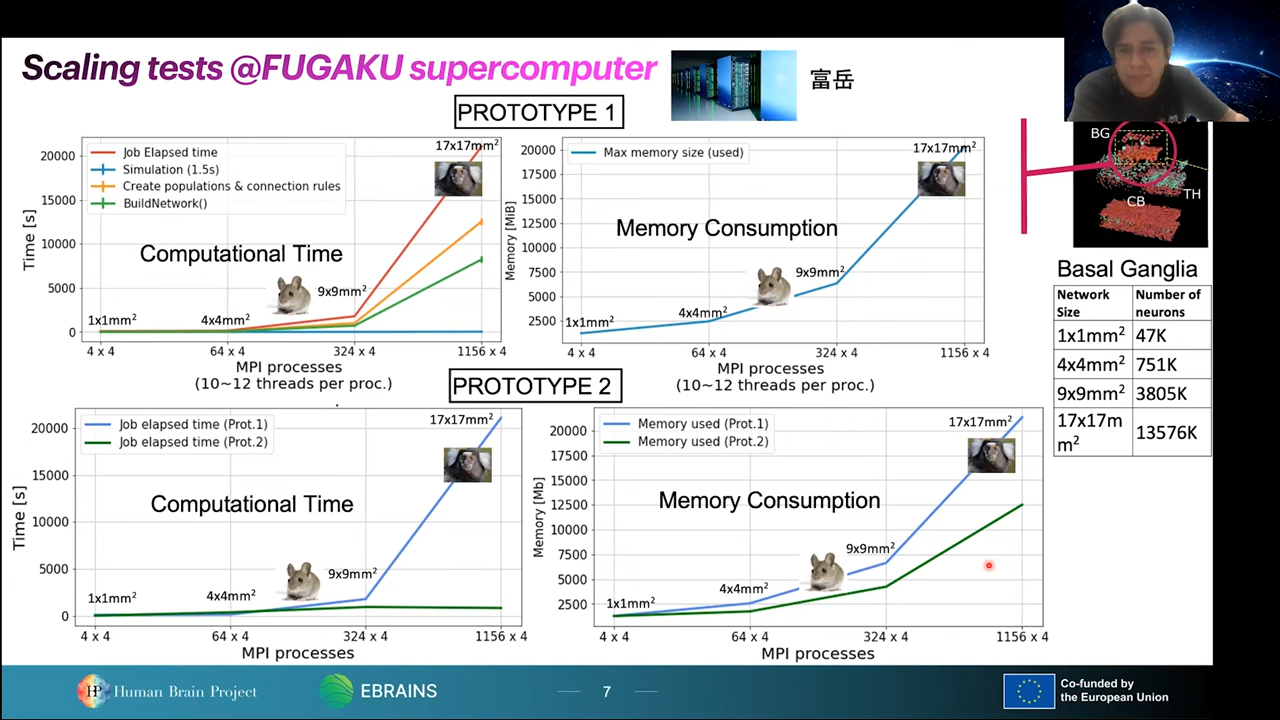 Scaling tests @FUGAKU supercomputer
富岳
PROTOTYPE 1
Job Elapsed time
Simulation (1.5s)
Create populations & connection rules
BuildNetwork()
Computational Time
Time [s]
20000
15000
10000
5000
0
1x1mm²
4x4mm²
9x9mm²
17x17mm²
4 x 4
64 x 4
324 x 4
1156 x 4
MPI processes
(10~12 threads per proc.)
Max memory size (used)
Memory Consumption
Memory [MiB]
20000
17500
15000
12500
10000
7500
5000
2500
1x1mm²
4x4mm²
9x9mm²
17x17mm²
4 x 4
64 x 4
324 x 4
1156 x 4
MPI processes
(10~12 threads per proc.)
BG
TH
CB
Basal Ganglia
Network Size
Number of neurons
1x1mm² 47K
4x4mm² 751K
9x9mm² 3805K
17x17mm² 13576K
PROTOTYPE 2
Job elapsed time (Prot.1)
Job elapsed time (Prot.2)
Computational Time
Time [s]
20000
15000
10000
5000
0
1x1mm²
4x4mm²
9x9mm²
17x17mm²
4 x 4
64 x 4
324 x 4
1156 x 4
MPI processes
Memory used (Prot.1)
Memory used (Prot.2)
Memory Consumption
Memory [Mb]
20000
17500
15000
12500
10000
7500
5000
2500
1x1mm²
4x4mm²
9x9mm²
17x17mm²
4 x 4
64 x 4
324 x 4
1156 x 4
MPI processes
HP Human Brain Project
EBRAINS
7
Co-funded by
the European Union